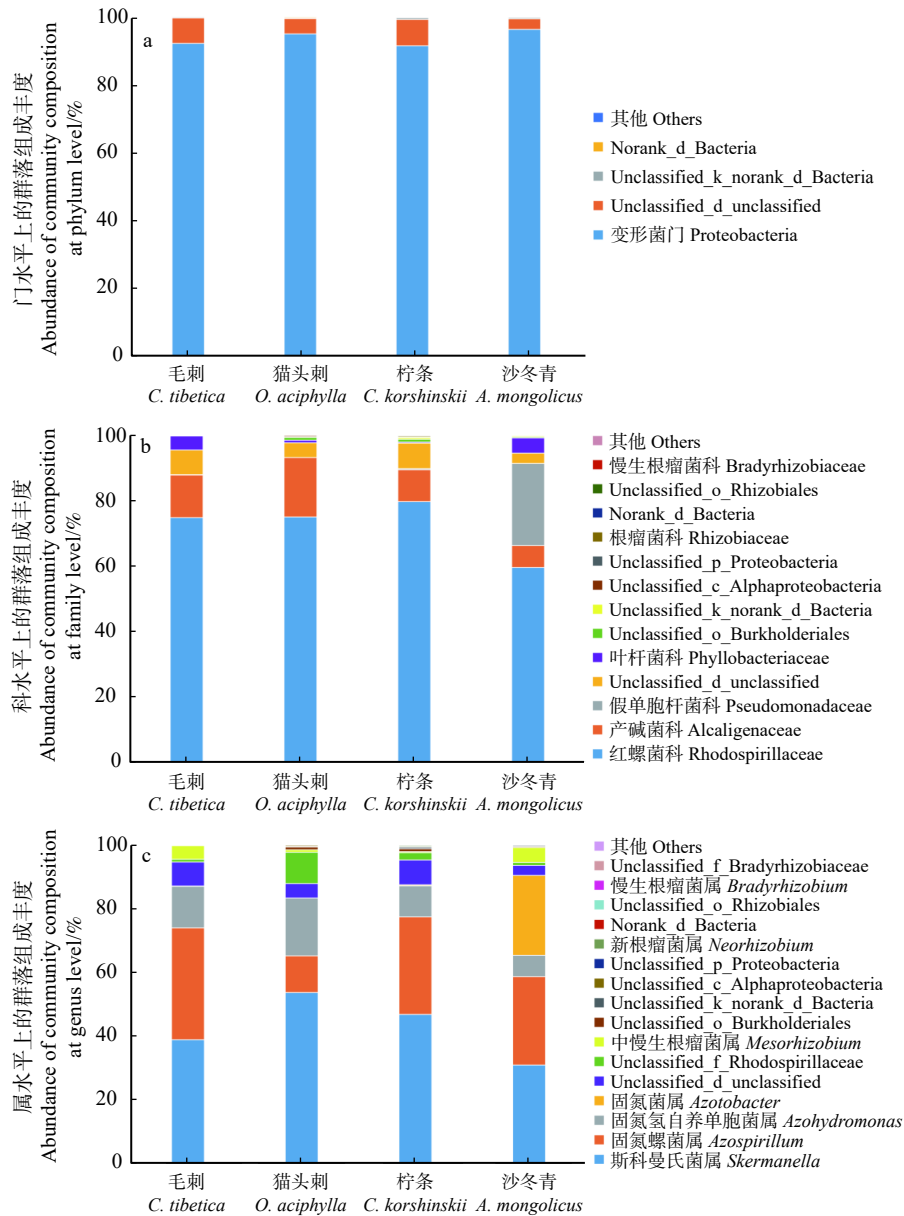 门水平上的群落组成丰度
Abundance of community composition
at phylum level/%
100
80
60
40
20
0
a
毛刺
C. tibetica
猫头刺
O. aciphylla
柠条
C. korshinskii
沙冬青
A. mongolicus
其他 Others
Norank_d_Bacteria
Unclassified_k_norank_d_Bacteria
Unclassified_d_unclassified
变形菌门 Proteobacteria
科水平上的群落组成丰度
Abundance of community composition
at family level/%
100
80
60
40
20
0
b
毛刺
C. tibetica
猫头刺
O. aciphylla
柠条
C. korshinskii
沙冬青
A. mongolicus
其他 Others
慢生根瘤菌科 Bradyrhizobiaceae
Unclassified_o_Rhizobiales
Norank_d_Bacteria
根瘤菌科 Rhizobiaceae
Unclassified_p_Proteobacteria
Unclassified_c_Alphaproteobacteria
Unclassified_k_norank_d_Bacteria
Unclassified_o_Burkholderiales
叶杆菌科 Phyllobacteriaceae
Unclassified_d_unclassified
假单胞杆菌科 Pseudomonadaceae
产碱菌科 Alcaligenaceae
红螺菌科 Rhodospirillaceae
属水平上的群落组成丰度
Abundance of community composition
at genus level/%
100
80
60
40
20
0
c
毛刺
C. tibetica
猫头刺
O. aciphylla
柠条
C. korshinskii
沙冬青
A. mongolicus
其他 Others
Unclassified_f_Bradyrhizobiaceae
慢生根瘤菌属 Bradyrhizobium
Unclassified_o_Rhizobiales
Norank_d_Bacteria
新根瘤菌属 Neorhizobium
Unclassified_p_Proteobacteria
Unclassified_c_Alphaproteobacteria
Unclassified_k_norank_d_Bacteria
Unclassified_o_Burkholderiales
中慢生根瘤菌属 Mesorhizobium
Unclassified_f_Rhodospirillaceae
Unclassified_d_unclassified
固氮菌属 Azotobacter
固氮氢自养单胞菌属 Azohydromonas
固氮螺菌属 Azospirillum
斯科曼氏菌属 Skermanella